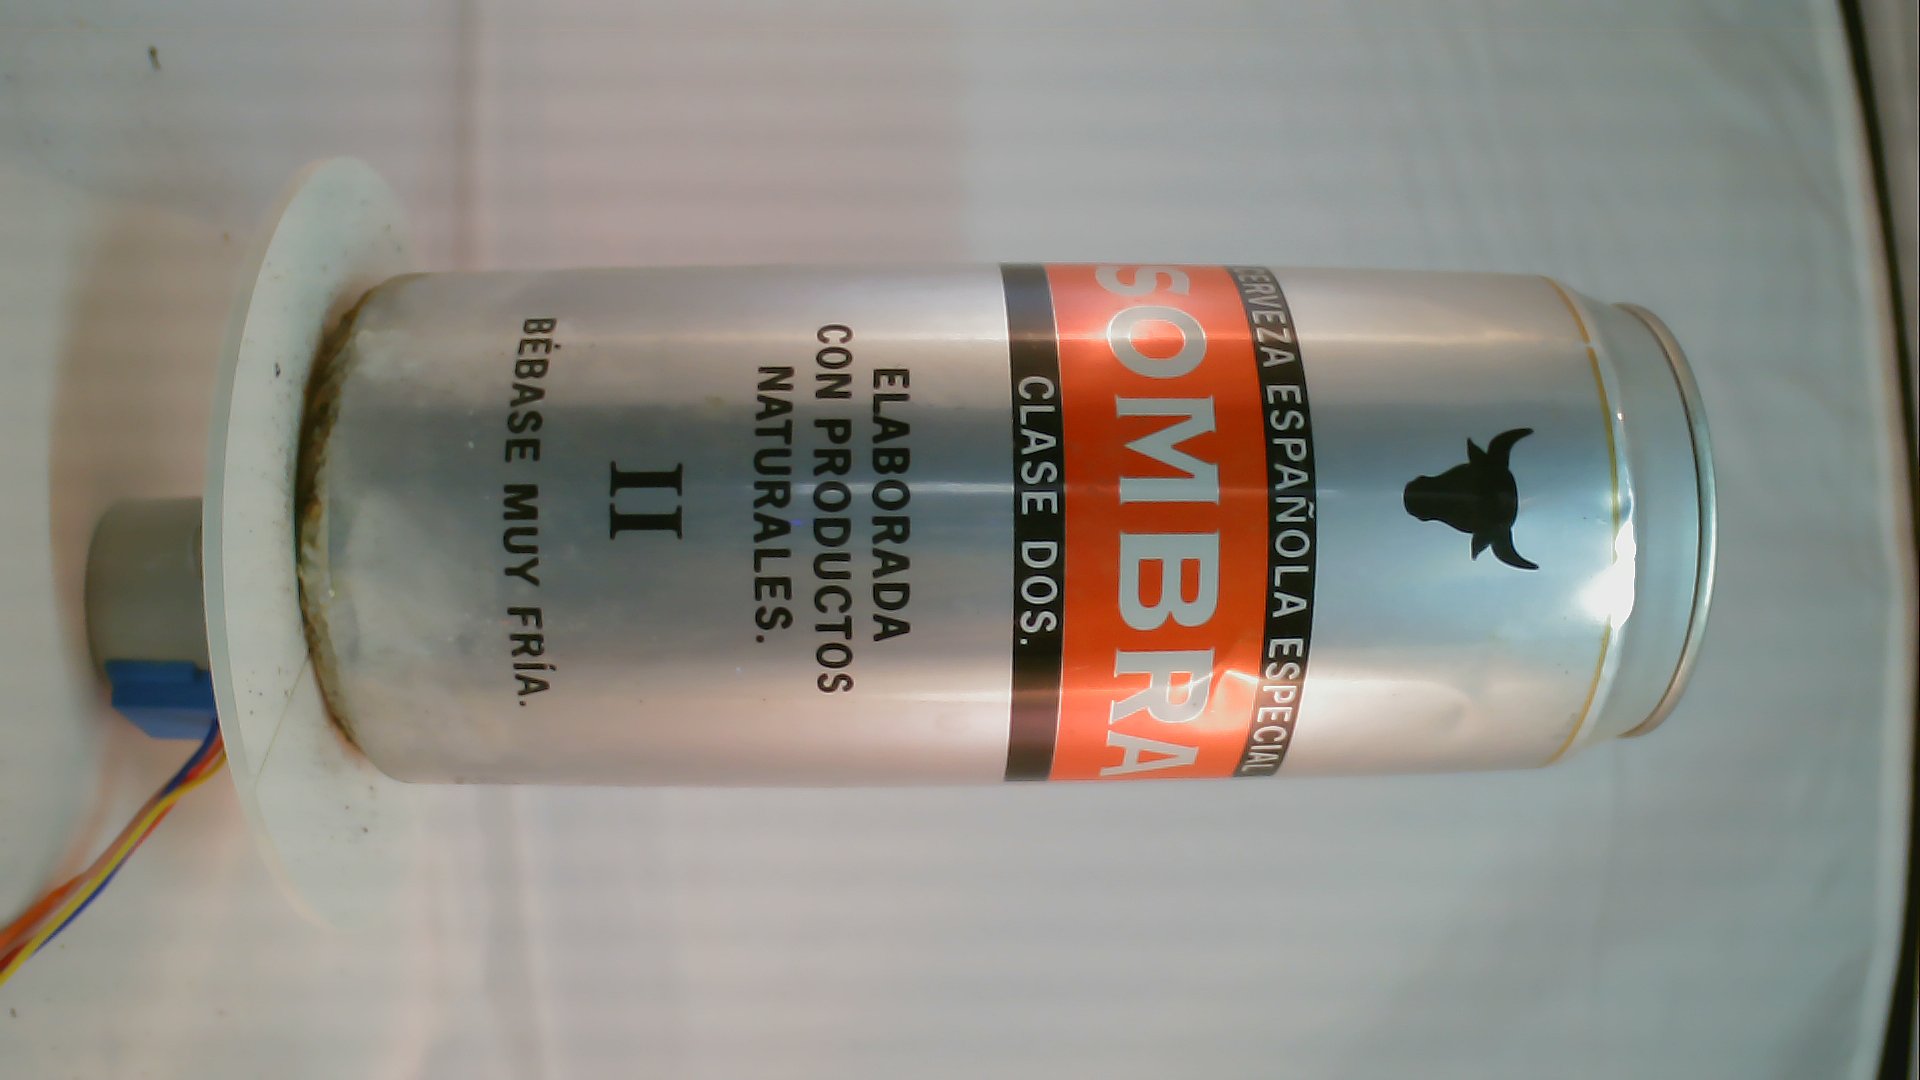 CERVEZA ESPAÑOLA ESPECIAL
SOMBRA
CLASE DOS.
ELABORADA
CON PRODUCTOS
NATURALES.
II
BÉBASE MUY FRÍA.